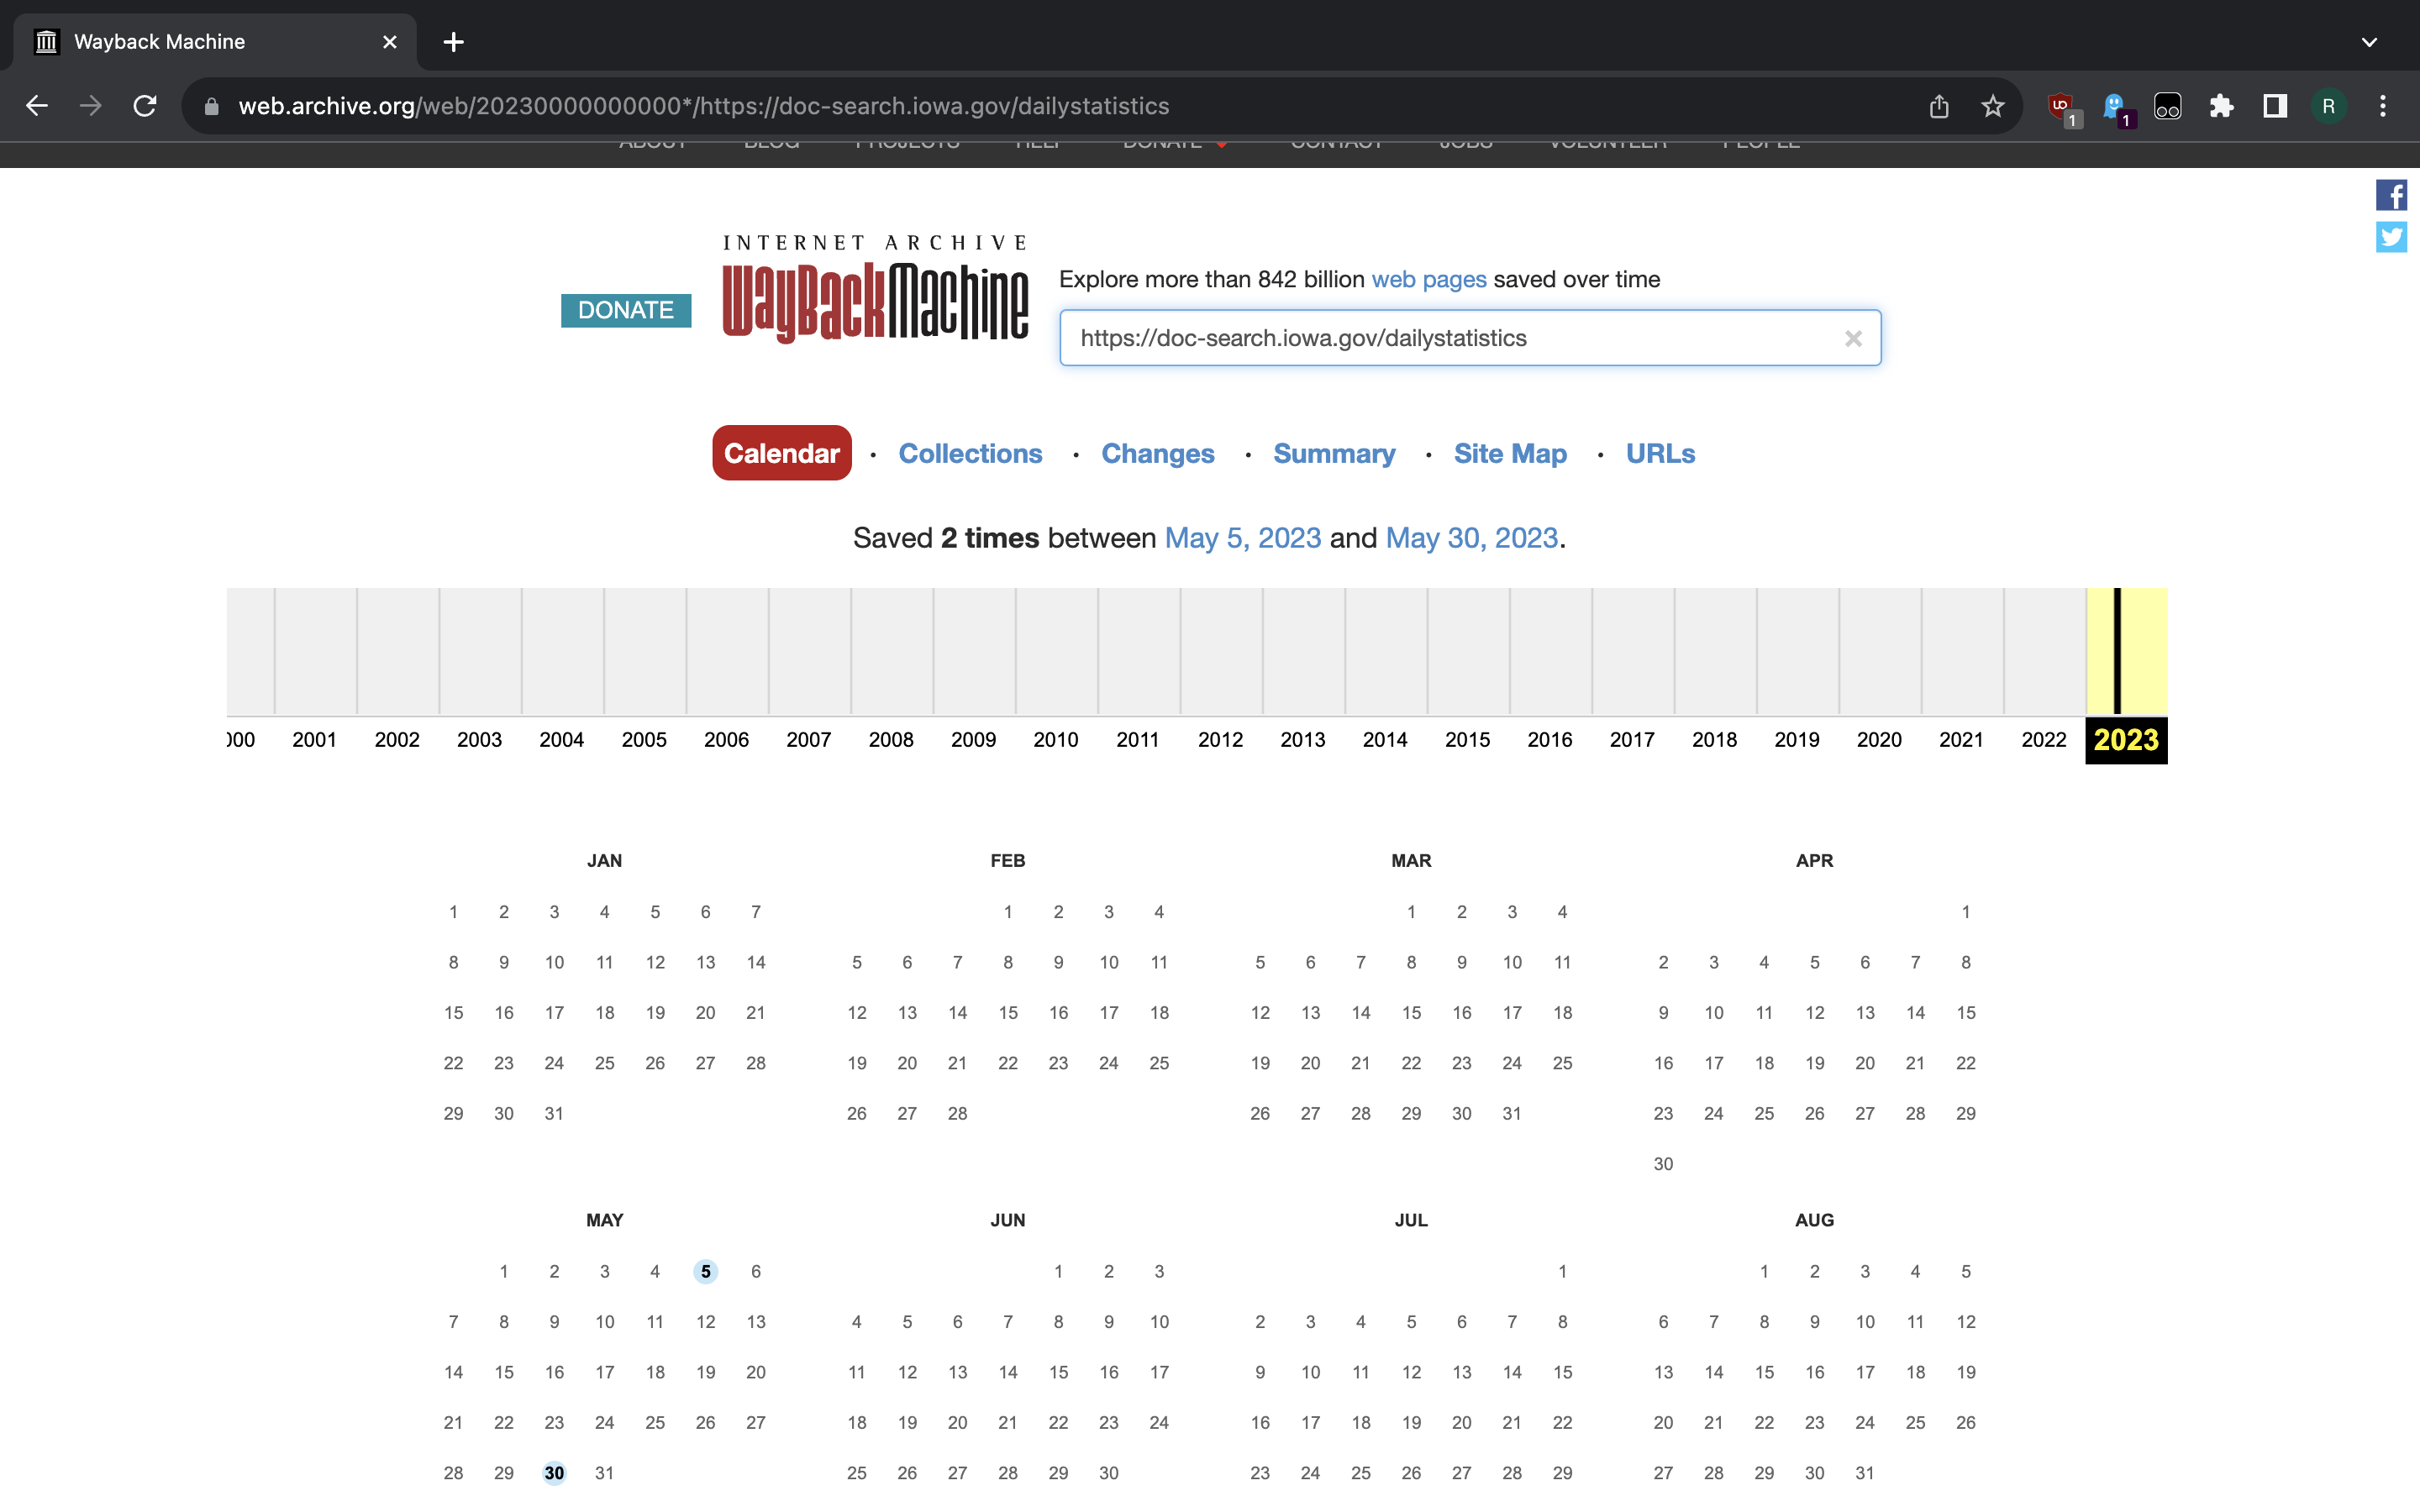 Wayback Machine
web.archive.org/web/20230000000000*/https://doc-search.iowa.gov/dailystatistics
1
1
R
ABOUT BLOG PROJECTS HELP DONATE CONTACT JOBS VOLUNTEER PEOPLE
INTERNET ARCHIVE
WayBackMachine
DONATE
Explore more than 842 billion web pages saved over time
https://doc-search.iowa.gov/dailystatistics
Calendar · Collections · Changes · Summary · Site Map · URLs
Saved 2 times between May 5, 2023 and May 30, 2023.
2001 2002 2003 2004 2005 2006 2007 2008 2009 2010 2011 2012 2013 2014 2015 2016 2017 2018 2019 2020 2021 2022 2023
JAN FEB MAR APR
1 2 3 4 5 6 7 1 2 3 4 1 2 3 4 1
8 9 10 11 12 13 14 5 6 7 8 9 10 11 5 6 7 8 9 10 11 2 3 4 5 6 7 8
15 16 17 18 19 20 21 12 13 14 15 16 17 18 12 13 14 15 16 17 18 9 10 11 12 13 14 15
22 23 24 25 26 27 28 19 20 21 22 23 24 25 19 20 21 22 23 24 25 16 17 18 19 20 21 22
29 30 31 26 27 28 26 27 28 29 30 31 23 24 25 26 27 28 29
30
MAY JUN JUL AUG
1 2 3 4 5 6 1 2 3 1 1 2 3 4 5
7 8 9 10 11 12 13 4 5 6 7 8 9 10 2 3 4 5 6 7 8 6 7 8 9 10 11 12
14 15 16 17 18 19 20 11 12 13 14 15 16 17 9 10 11 12 13 14 15 13 14 15 16 17 18 19
21 22 23 24 25 26 27 18 19 20 21 22 23 24 16 17 18 19 20 21 22 20 21 22 23 24 25 26
28 29 30 31 25 26 27 28 29 30 23 24 25 26 27 28 29 27 28 29 30 31